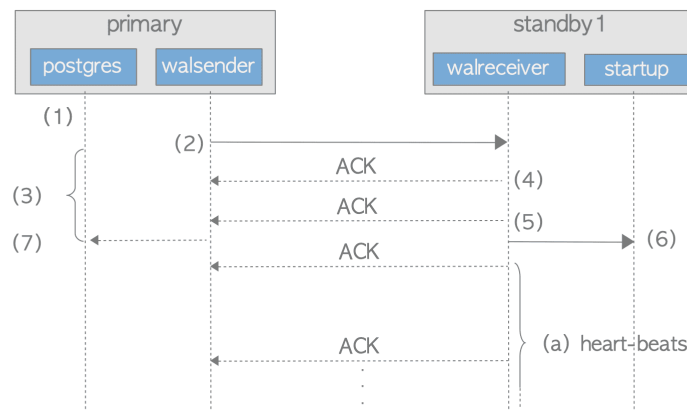 primary
standby1
postgres
walsender
walreceiver
startup
(1)
(2)
ACK
(4)
(3)
ACK
(5)
(7)
(6)
ACK
(a) heart-beats
ACK